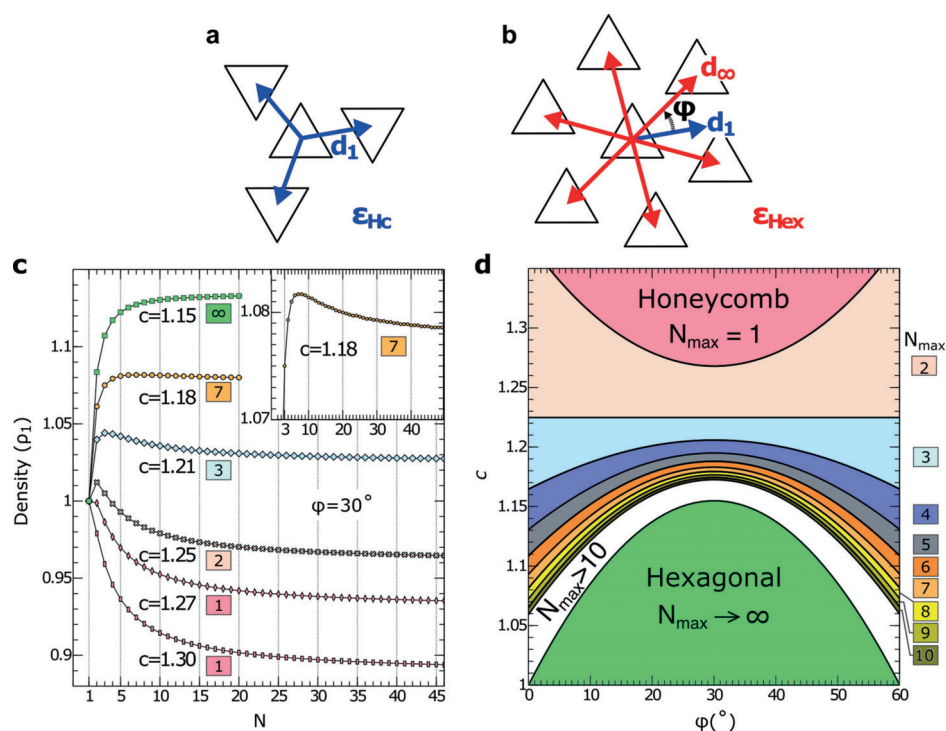 a
d₁
εHc
b
d∞
φ
d₁
εHex
c
Density (ρ₁)
1.1
1.05
1
0.95
0.9
c=1.15 ∞
c=1.18 7
c=1.21 3
φ=30°
c=1.25 2
c=1.27 1
c=1.30 1
1 5 10 15 20 25 30 35 40 45
N
1.08
1.07
c=1.18 7
3 10 20 30 40 50
d
c
1.3
1.25
1.2
1.15
1.1
1.05
1
Honeycomb
Nmax = 1
Nmax>10
Hexagonal
Nmax → ∞
0 10 20 30 40 50 60
φ(°)
Nmax
2
3
4
5
6
7
8
9
10